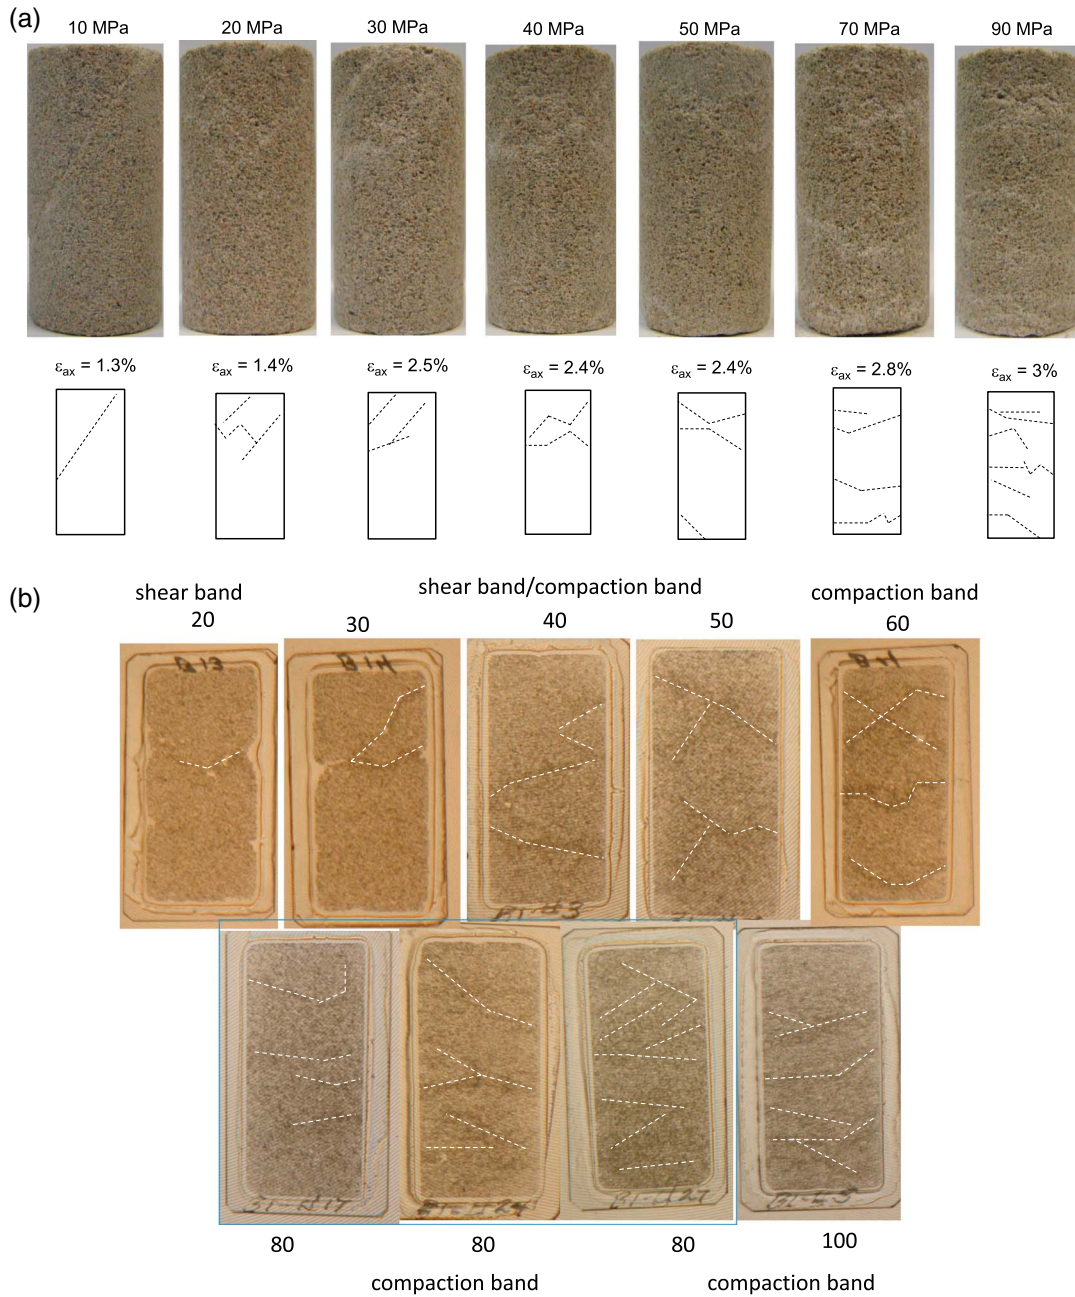 (a)
10 MPa 20 MPa 30 MPa 40 MPa 50 MPa 70 MPa 90 MPa
εax = 1.3% εax = 1.4% εax = 2.5% εax = 2.4% εax = 2.4% εax = 2.8% εax = 3%
(b)
shear band shear band/compaction band compaction band
20 30 40 50 60
B13 B14
80 80 80 100
compaction band compaction band